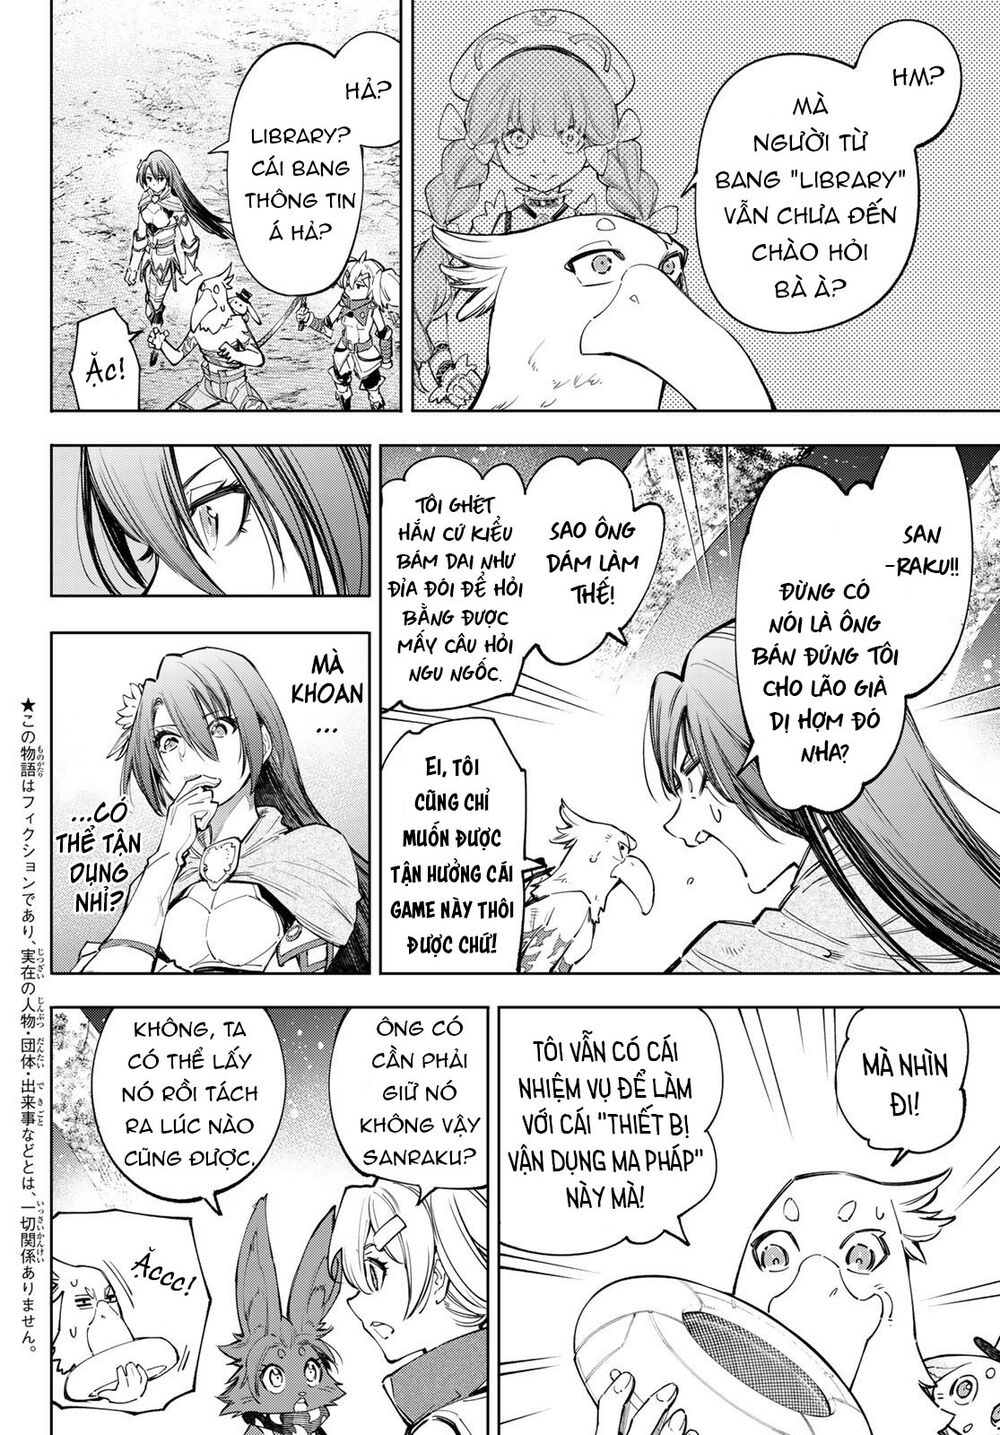 HM?
MÀ
NGƯỜI TỪ
BANG "LIBRARY"
VẪN CHƯA ĐẾN
CHÀO HỎI
BÀ À?
HẢ?
LIBRARY?
CÁI BANG
THÔNG TIN
Á HẢ?
ẶC!
SAN
-RAKU!!
ĐỪNG CÓ
NÓI LÀ ÔNG
BÁN ĐỨNG TÔI
CHO LÃO GIÀ
DỊ HỢM ĐÓ
NHA?
SAO ÔNG
DÁM LÀM
THẾ!
TÔI GHÉT
HẮN CỨ KIỂU
BÁM DAI NHƯ
ĐỈA ĐÓI ĐỂ HỎI
BẰNG ĐƯỢC
MẤY CÂU HỎI
NGU NGỐC.
EI, TÔI
CŨNG CHỈ
MUỐN ĐƯỢC
TẬN HƯỞNG CÁI
GAME NÀY THÔI
ĐƯỢC CHỨ!
MÀ
KHOAN
...
...CÓ
THỂ TẬN
DỤNG
NHỈ?
MÀ NHÌN
ĐI!
TÔI VẪN CÓ CÁI
NHIỆM VỤ ĐỂ LÀM
VỚI CÁI "THIẾT BỊ
VẬN DỤNG MA PHÁP"
NÀY MÀ!
ÔNG CÓ
CẦN PHẢI
GIỮ NÓ
KHÔNG VẬY
SANRAKU?
KHÔNG, TA
CÓ THỂ LẤY
NÓ RỒI TÁCH
RA LÚC NÀO
CŨNG ĐƯỢC.
ẶCCC!
★この物語はフィクションであり、実在の人物・団体・出来事などとは、一切関係ありません。